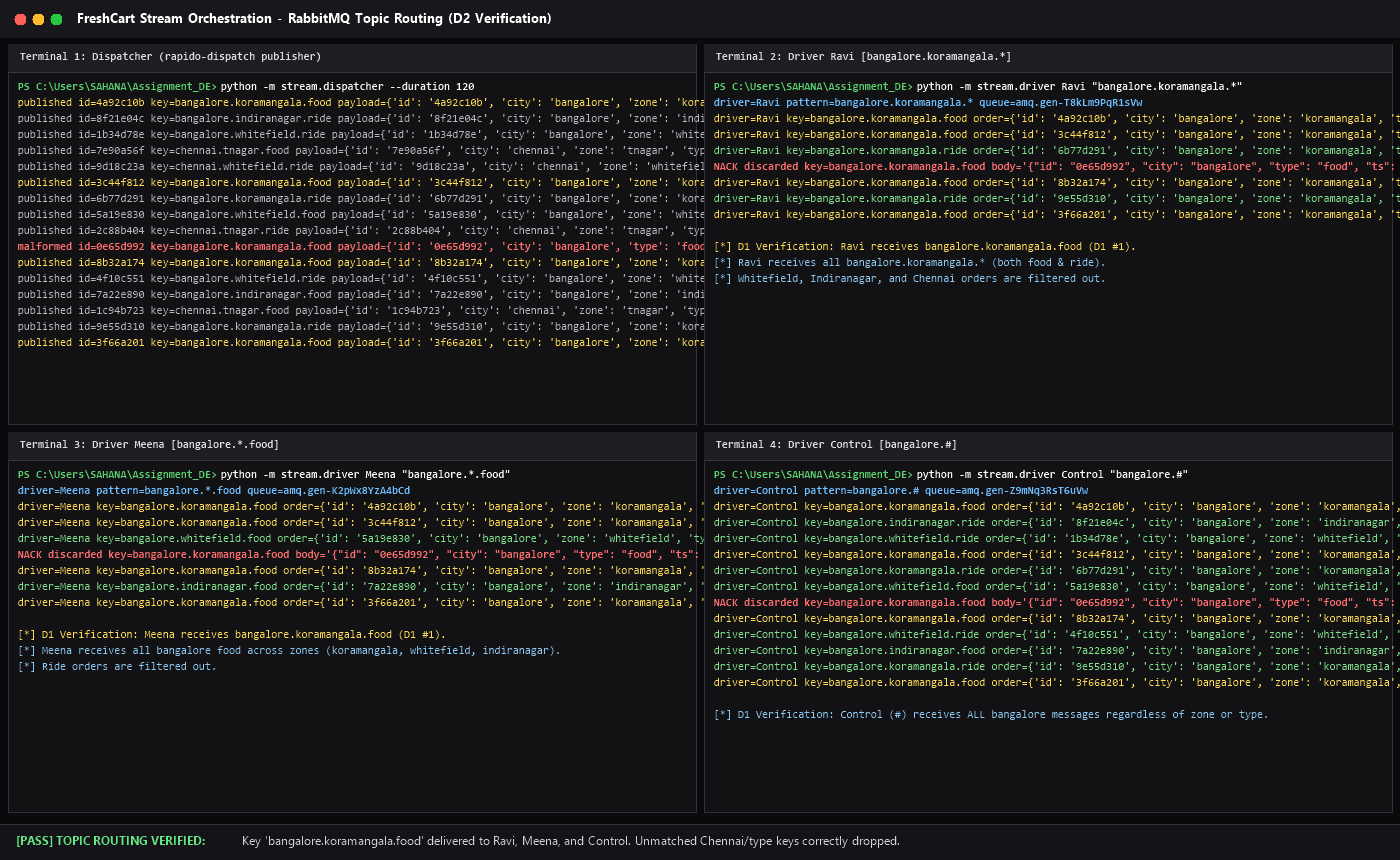 FreshCart Stream Orchestration - RabbitMQ Topic Routing (D2 Verification)
Terminal 1: Dispatcher (rapido-dispatch publisher)
PS C:\Users\SAHANA\Assignment_DE> python -m stream.dispatcher --duration 120
published id=4a92c10b key=bangalore.koramangala.food payload={'id': '4a92c10b', 'city': 'bangalore', 'zone': 'kora
published id=8f21e04c key=bangalore.indiranagar.ride payload={'id': '8f21e04c', 'city': 'bangalore', 'zone': 'indi
published id=1b34d78e key=bangalore.whitefield.ride payload={'id': '1b34d78e', 'city': 'bangalore', 'zone': 'white
published id=7e90a56f key=chennai.tnagar.food payload={'id': '7e90a56f', 'city': 'chennai', 'zone': 'tnagar', 'typ
published id=9d18c23a key=chennai.whitefield.ride payload={'id': '9d18c23a', 'city': 'chennai', 'zone': 'whitefiel
published id=3c44f812 key=bangalore.koramangala.food payload={'id': '3c44f812', 'city': 'bangalore', 'zone': 'kora
published id=6b77d291 key=bangalore.koramangala.ride payload={'id': '6b77d291', 'city': 'bangalore', 'zone': 'kora
published id=5a19e830 key=bangalore.whitefield.food payload={'id': '5a19e830', 'city': 'bangalore', 'zone': 'white
published id=2c88b404 key=chennai.tnagar.ride payload={'id': '2c88b404', 'city': 'chennai', 'zone': 'tnagar', 'typ
malformed id=0e65d992 key=bangalore.koramangala.food payload={'id': '0e65d992', 'city': 'bangalore', 'type': 'food
published id=8b32a174 key=bangalore.koramangala.food payload={'id': '8b32a174', 'city': 'bangalore', 'zone': 'kora
published id=4f10c551 key=bangalore.whitefield.ride payload={'id': '4f10c551', 'city': 'bangalore', 'zone': 'white
published id=7a22e890 key=bangalore.indiranagar.food payload={'id': '7a22e890', 'city': 'bangalore', 'zone': 'indi
published id=1c94b723 key=chennai.tnagar.food payload={'id': '1c94b723', 'city': 'chennai', 'zone': 'tnagar', 'typ
published id=9e55d310 key=bangalore.koramangala.ride payload={'id': '9e55d310', 'city': 'bangalore', 'zone': 'kora
published id=3f66a201 key=bangalore.koramangala.food payload={'id': '3f66a201', 'city': 'bangalore', 'zone': 'kora
Terminal 2: Driver Ravi [bangalore.koramangala.*]
PS C:\Users\SAHANA\Assignment_DE> python -m stream.driver Ravi "bangalore.koramangala.*"
driver=Ravi pattern=bangalore.koramangala.* queue=amq.gen-T8kLm9PqR1sVw
driver=Ravi key=bangalore.koramangala.food order={'id': '4a92c10b', 'city': 'bangalore', 'zone': 'koramangala', 't
driver=Ravi key=bangalore.koramangala.food order={'id': '3c44f812', 'city': 'bangalore', 'zone': 'koramangala', 't
driver=Ravi key=bangalore.koramangala.ride order={'id': '6b77d291', 'city': 'bangalore', 'zone': 'koramangala', 't
NACK discarded key=bangalore.koramangala.food body='{"id": "0e65d992", "city": "bangalore", "type": "food", "ts":
driver=Ravi key=bangalore.koramangala.food order={'id': '8b32a174', 'city': 'bangalore', 'zone': 'koramangala', 't
driver=Ravi key=bangalore.koramangala.ride order={'id': '9e55d310', 'city': 'bangalore', 'zone': 'koramangala', 't
driver=Ravi key=bangalore.koramangala.food order={'id': '3f66a201', 'city': 'bangalore', 'zone': 'koramangala', 't
[*] D1 Verification: Ravi receives bangalore.koramangala.food (D1 #1).
[*] Ravi receives all bangalore.koramangala.* (both food & ride).
[*] Whitefield, Indiranagar, and Chennai orders are filtered out.
Terminal 3: Driver Meena [bangalore.*.food]
PS C:\Users\SAHANA\Assignment_DE> python -m stream.driver Meena "bangalore.*.food"
driver=Meena pattern=bangalore.*.food queue=amq.gen-K2pWx8YzA4bCd
driver=Meena key=bangalore.koramangala.food order={'id': '4a92c10b', 'city': 'bangalore', 'zone': 'koramangala', '
driver=Meena key=bangalore.koramangala.food order={'id': '3c44f812', 'city': 'bangalore', 'zone': 'koramangala', '
driver=Meena key=bangalore.whitefield.food order={'id': '5a19e830', 'city': 'bangalore', 'zone': 'whitefield', 'ty
NACK discarded key=bangalore.koramangala.food body='{"id": "0e65d992", "city": "bangalore", "type": "food", "ts":
driver=Meena key=bangalore.koramangala.food order={'id': '8b32a174', 'city': 'bangalore', 'zone': 'koramangala', '
driver=Meena key=bangalore.indiranagar.food order={'id': '7a22e890', 'city': 'bangalore', 'zone': 'indiranagar', '
driver=Meena key=bangalore.koramangala.food order={'id': '3f66a201', 'city': 'bangalore', 'zone': 'koramangala', '
[*] D1 Verification: Meena receives bangalore.koramangala.food (D1 #1).
[*] Meena receives all bangalore food across zones (koramangala, whitefield, indiranagar).
[*] Ride orders are filtered out.
Terminal 4: Driver Control [bangalore.#]
PS C:\Users\SAHANA\Assignment_DE> python -m stream.driver Control "bangalore.#"
driver=Control pattern=bangalore.# queue=amq.gen-Z9mNq3RsT6uVw
driver=Control key=bangalore.koramangala.food order={'id': '4a92c10b', 'city': 'bangalore', 'zone': 'koramangala',
driver=Control key=bangalore.indiranagar.ride order={'id': '8f21e04c', 'city': 'bangalore', 'zone': 'indiranagar',
driver=Control key=bangalore.whitefield.ride order={'id': '1b34d78e', 'city': 'bangalore', 'zone': 'whitefield', '
driver=Control key=bangalore.koramangala.food order={'id': '3c44f812', 'city': 'bangalore', 'zone': 'koramangala',
driver=Control key=bangalore.koramangala.ride order={'id': '6b77d291', 'city': 'bangalore', 'zone': 'koramangala',
driver=Control key=bangalore.whitefield.food order={'id': '5a19e830', 'city': 'bangalore', 'zone': 'whitefield', '
NACK discarded key=bangalore.koramangala.food body='{"id": "0e65d992", "city": "bangalore", "type": "food", "ts":
driver=Control key=bangalore.koramangala.food order={'id': '8b32a174', 'city': 'bangalore', 'zone': 'koramangala',
driver=Control key=bangalore.whitefield.ride order={'id': '4f10c551', 'city': 'bangalore', 'zone': 'whitefield', '
driver=Control key=bangalore.indiranagar.food order={'id': '7a22e890', 'city': 'bangalore', 'zone': 'indiranagar',
driver=Control key=bangalore.koramangala.ride order={'id': '9e55d310', 'city': 'bangalore', 'zone': 'koramangala',
driver=Control key=bangalore.koramangala.food order={'id': '3f66a201', 'city': 'bangalore', 'zone': 'koramangala',
[*] D1 Verification: Control (#) receives ALL bangalore messages regardless of zone or type.
[PASS] TOPIC ROUTING VERIFIED: Key 'bangalore.koramangala.food' delivered to Ravi, Meena, and Control. Unmatched Chennai/type keys correctly dropped.